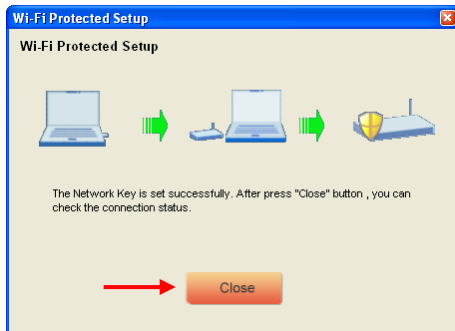 Wi-Fi Protected Setup
Wi-Fi Protected Setup
The Network Key is set successfully. After press "Close" button , you can
check the connection status.
Close